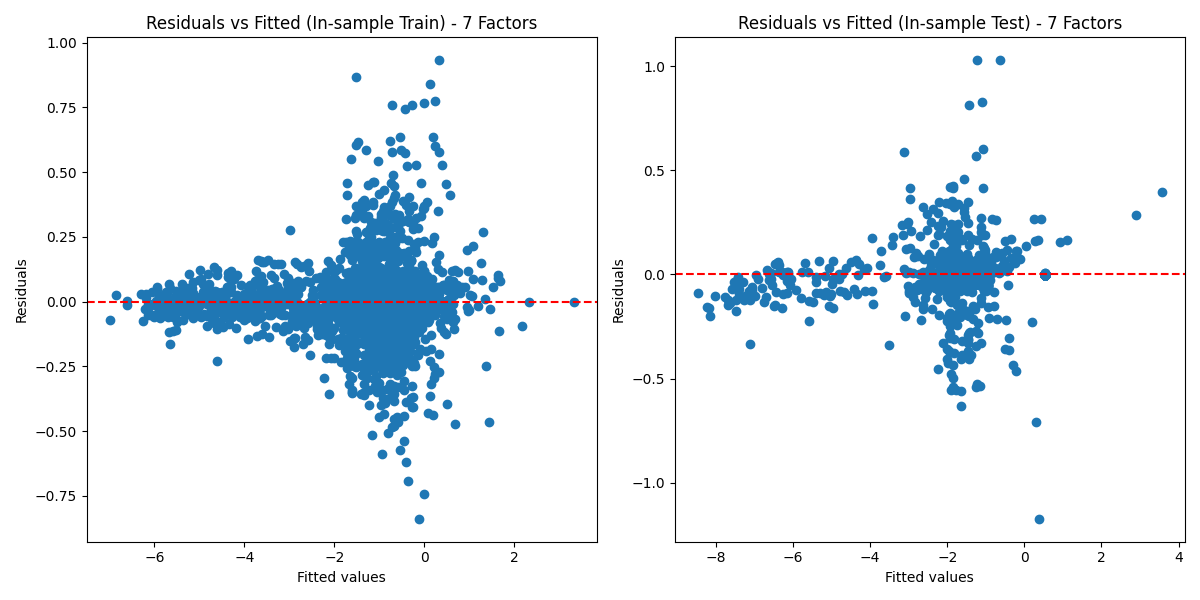 Residuals vs Fitted (In-sample Train) - 7 Factors
Residuals
1.00
0.75
0.50
0.25
0.00
−0.25
−0.50
−0.75
−6 −4 −2 0 2
Fitted values
Residuals vs Fitted (In-sample Test) - 7 Factors
Residuals
1.0
0.5
0.0
−0.5
−1.0
−8 −6 −4 −2 0 2 4
Fitted values